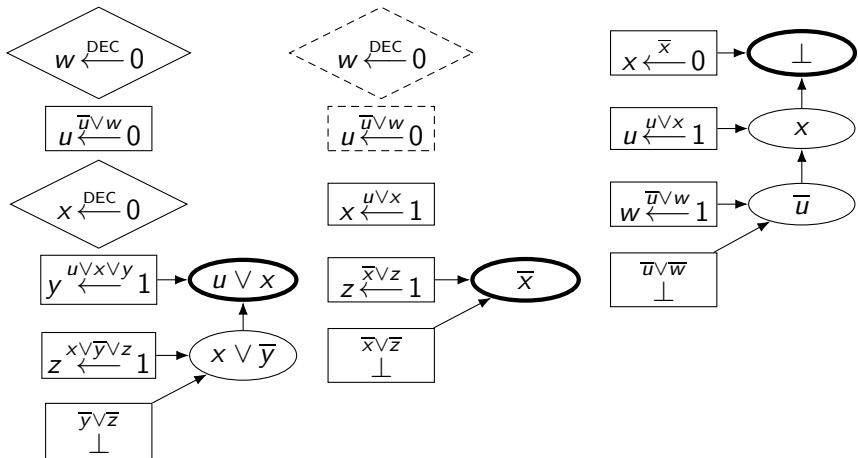 w ⟵DEC 0
u ⟵u̅∨w 0
x ⟵DEC 0
y ⟵u∨x∨y 1
u ∨ x
z ⟵x∨y̅∨z 1
x ∨ y̅
y̅∨z̅
⊥
w ⟵DEC 0
u ⟵u̅∨w 0
x ⟵u∨x 1
z ⟵x̅∨z 1
x̅
x̅∨z̅
⊥
x ⟵x̅ 0
⊥
u ⟵u∨x 1
x
w ⟵u̅∨w 1
u̅
u̅∨w̅
⊥